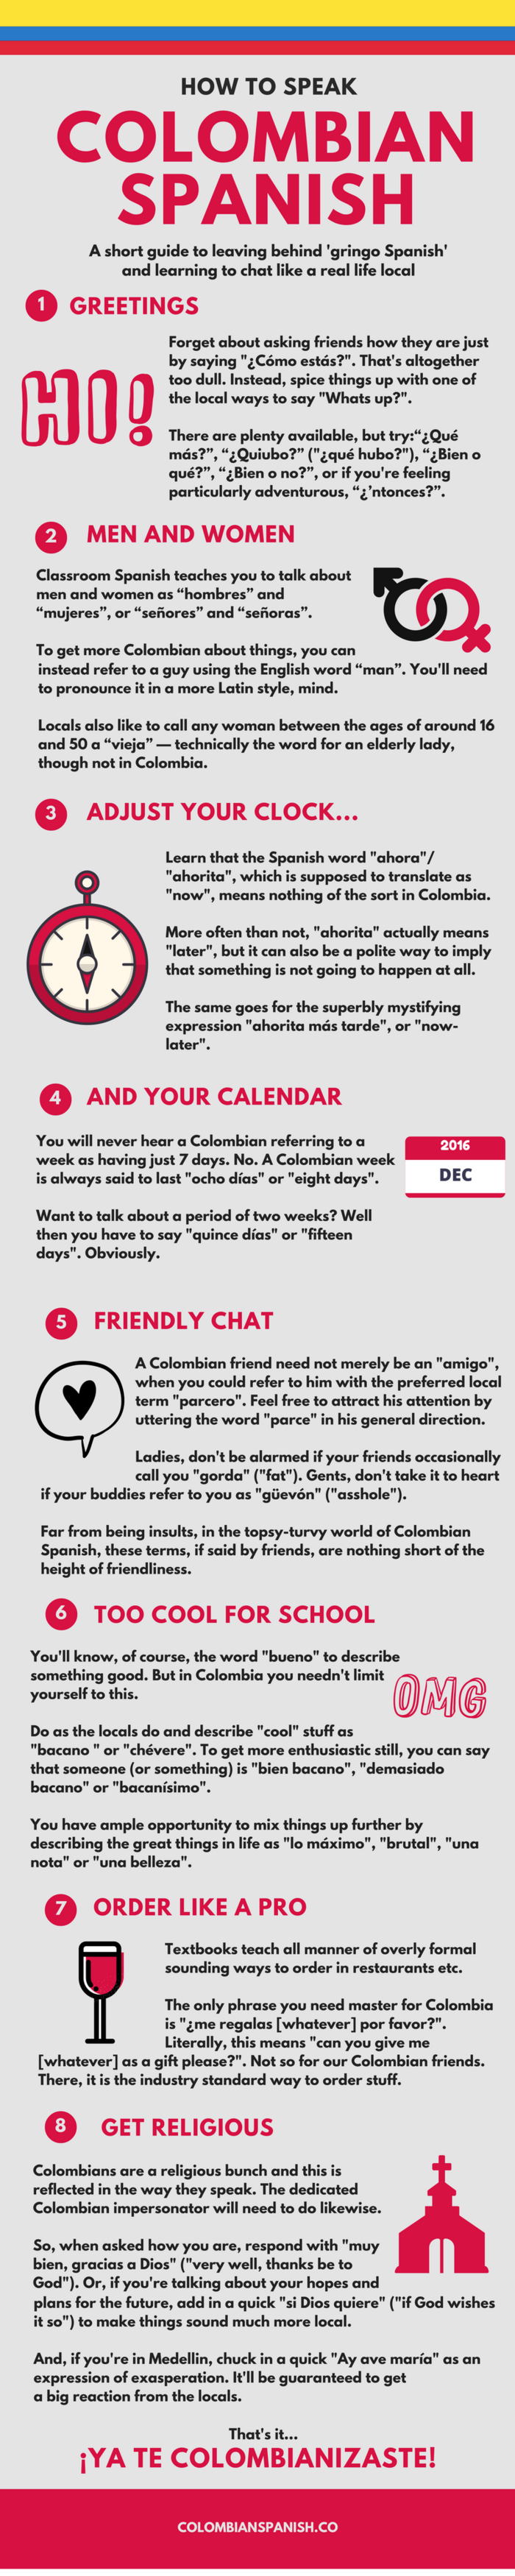 HOW TO SPEAK
COLOMBIAN
SPANISH
A short guide to leaving behind 'gringo Spanish'
and learning to chat like a real life local
1 GREETINGS
HI!
Forget about asking friends how they are just
by saying "¿Cómo estás?". That's altogether
too dull. Instead, spice things up with one of
the local ways to say "Whats up?".
There are plenty available, but try:“¿Qué
más?”, “¿Quiubo?” ("¿qué hubo?"), “¿Bien o
qué?”, “¿Bien o no?”, or if you're feeling
particularly adventurous, “¿’ntonces?”.
2 MEN AND WOMEN
Classroom Spanish teaches you to talk about
men and women as “hombres” and
“mujeres”, or “señores” and “señoras”.
To get more Colombian about things, you can
instead refer to a guy using the English word “man”. You'll need
to pronounce it in a more Latin style, mind.
Locals also like to call any woman between the ages of around 16
and 50 a “vieja” — technically the word for an elderly lady,
though not in Colombia.
3 ADJUST YOUR CLOCK...
Learn that the Spanish word "ahora"/
"ahorita", which is supposed to translate as
"now", means nothing of the sort in Colombia.
More often than not, "ahorita" actually means
"later", but it can also be a polite way to imply
that something is not going to happen at all.
The same goes for the superbly mystifying
expression "ahorita más tarde", or "now-
later".
4 AND YOUR CALENDAR
You will never hear a Colombian referring to a
week as having just 7 days. No. A Colombian week
is always said to last "ocho días" or "eight days".
2016
DEC
Want to talk about a period of two weeks? Well
then you have to say "quince días" or "fifteen
days". Obviously.
5 FRIENDLY CHAT
A Colombian friend need not merely be an "amigo",
when you could refer to him with the preferred local
term "parcero". Feel free to attract his attention by
uttering the word "parce" in his general direction.
Ladies, don't be alarmed if your friends occasionally
call you "gorda" ("fat"). Gents, don't take it to heart
if your buddies refer to you as "güevón" ("asshole").
Far from being insults, in the topsy-turvy world of Colombian
Spanish, these terms, if said by friends, are nothing short of the
height of friendliness.
6 TOO COOL FOR SCHOOL
You'll know, of course, the word "bueno" to describe
something good. But in Colombia you needn't limit
yourself to this.
OMG
Do as the locals do and describe "cool" stuff as
"bacano " or "chévere". To get more enthusiastic still, you can say
that someone (or something) is "bien bacano", "demasiado
bacano" or "bacanísimo".
You have ample opportunity to mix things up further by
describing the great things in life as "lo máximo", "brutal", "una
nota" or "una belleza".
7 ORDER LIKE A PRO
Textbooks teach all manner of overly formal
sounding ways to order in restaurants etc.
The only phrase you need master for Colombia
is "¿me regalas [whatever] por favor?".
Literally, this means "can you give me
[whatever] as a gift please?". Not so for our Colombian friends.
There, it is the industry standard way to order stuff.
8 GET RELIGIOUS
Colombians are a religious bunch and this is
reflected in the way they speak. The dedicated
Colombian impersonator will need to do likewise.
So, when asked how you are, respond with "muy
bien, gracias a Dios" ("very well, thanks be to
God"). Or, if you're talking about your hopes and
plans for the future, add in a quick "si Dios quiere" ("if God wishes
it so") to make things sound much more local.
And, if you're in Medellin, chuck in a quick "Ay ave maría" as an
expression of exasperation. It'll be guaranteed to get
a big reaction from the locals.
That's it...
¡YA TE COLOMBIANIZASTE!
COLOMBIANSPANISH.CO